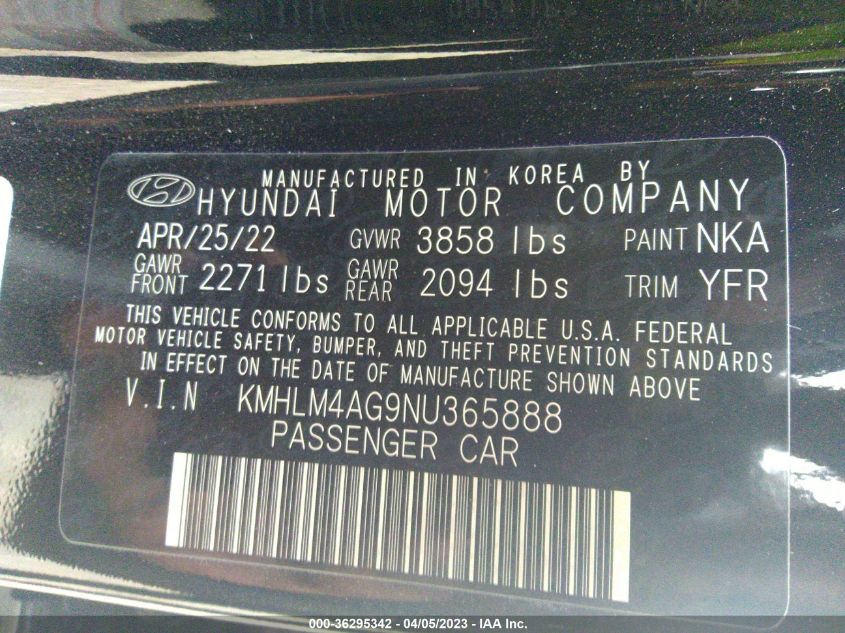 MANUFACTURED IN KOREA BY
HYUNDAI MOTOR COMPANY
APR/25/22 GVWR 3858 lbs PAINT NKA
GAWR FRONT 2271 lbs GAWR REAR 2094 lbs TRIM YFR
THIS VEHICLE CONFORMS TO ALL APPLICABLE U.S.A. FEDERAL
MOTOR VEHICLE SAFETY, BUMPER, AND THEFT PREVENTION STANDARDS
IN EFFECT ON THE DATE OF MANUFACTURE SHOWN ABOVE
V.I.N KMHLM4AG9NU365888
PASSENGER CAR
000-36295342 - 04/05/2023 - IAA Inc.